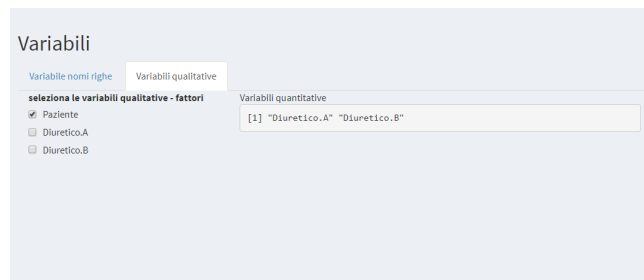 Variabili
Variabile nomi righe
Variabili qualitative
seleziona le variabili qualitative - fattori
Paziente
Diuretico.A
Diuretico.B
Variabili quantitative
[1] "Diuretico.A" "Diuretico.B"